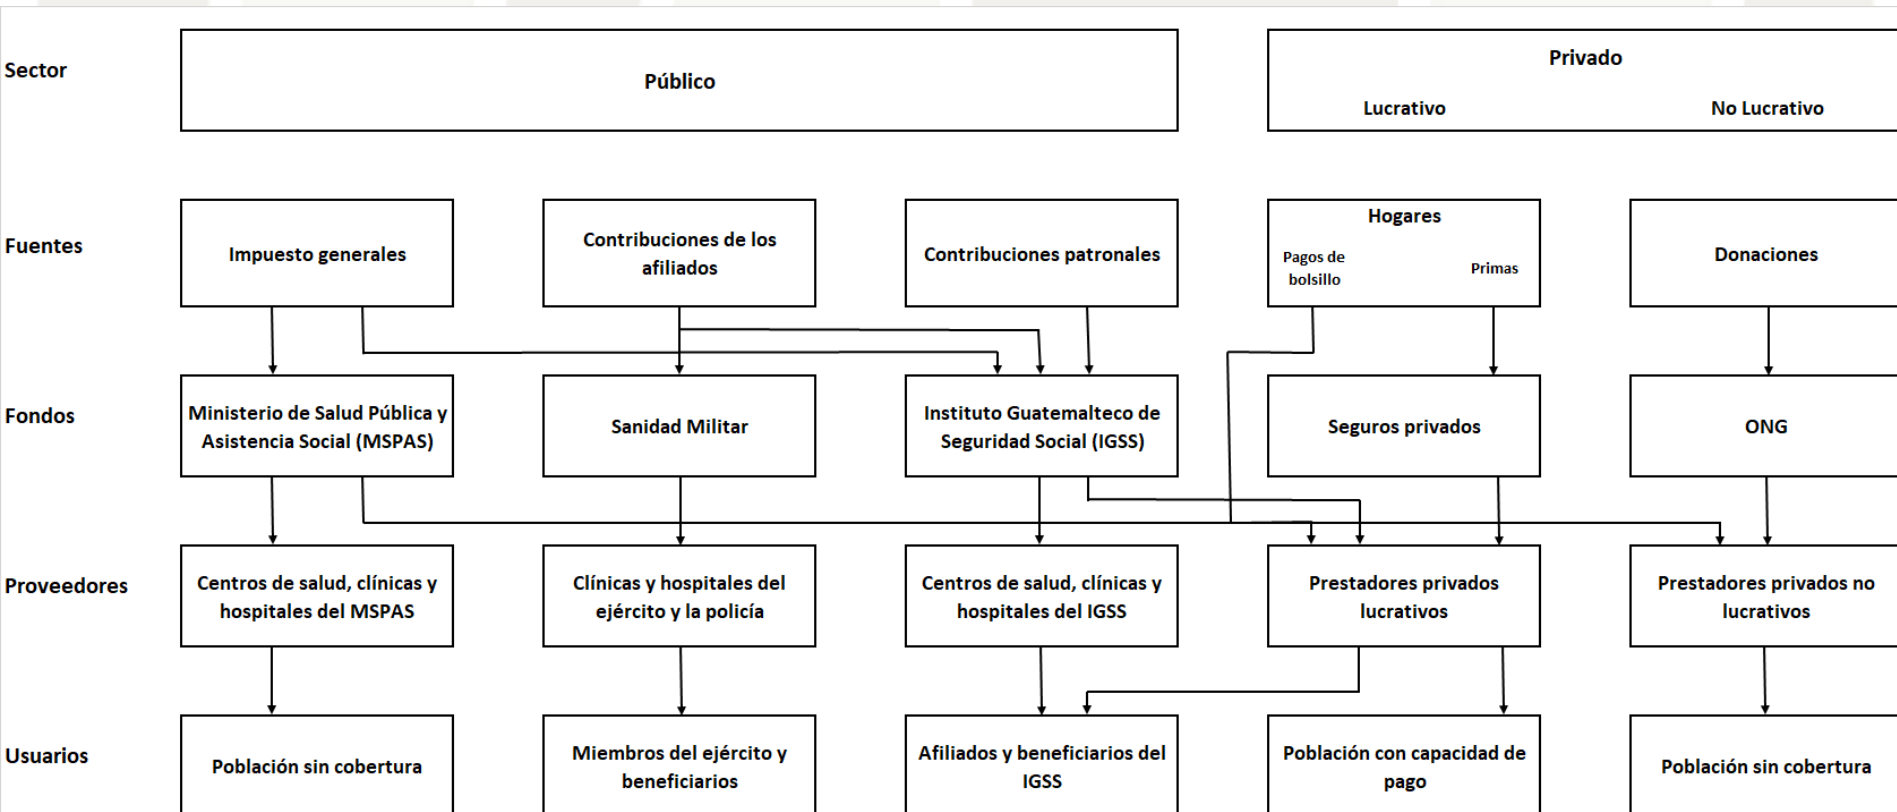 Sector
Público
Privado
Lucrativo
No Lucrativo
Fuentes
Impuesto generales
Contribuciones de los
afiliados
Contribuciones patronales
Hogares
Pagos de
bolsillo
Primas
Donaciones
Fondos
Ministerio de Salud Pública y
Asistencia Social (MSPAS)
Sanidad Militar
Instituto Guatemalteco de
Seguridad Social (IGSS)
Seguros privados
ONG
Proveedores
Centros de salud, clínicas y
hospitales del MSPAS
Clínicas y hospitales del
ejército y la policía
Centros de salud, clínicas y
hospitales del IGSS
Prestadores privados
lucrativos
Prestadores privados no
lucrativos
Usuarios
Población sin cobertura
Miembros del ejército y
beneficiarios
Afiliados y beneficiarios del
IGSS
Población con capacidad de
pago
Población sin cobertura